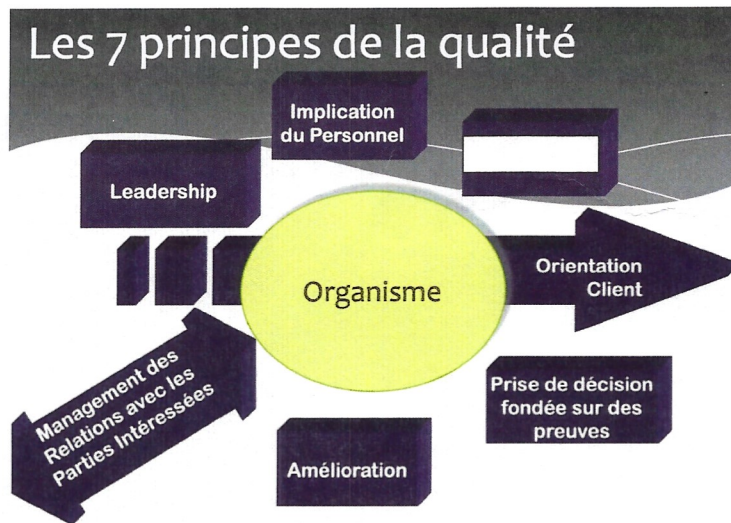 Les 7 principes de la qualité
Implication
du Personnel
Leadership
Organisme
Orientation
Client
Management des
Relations avec les
Parties Intéressées
Prise de décision
fondée sur des
preuves
Amélioration